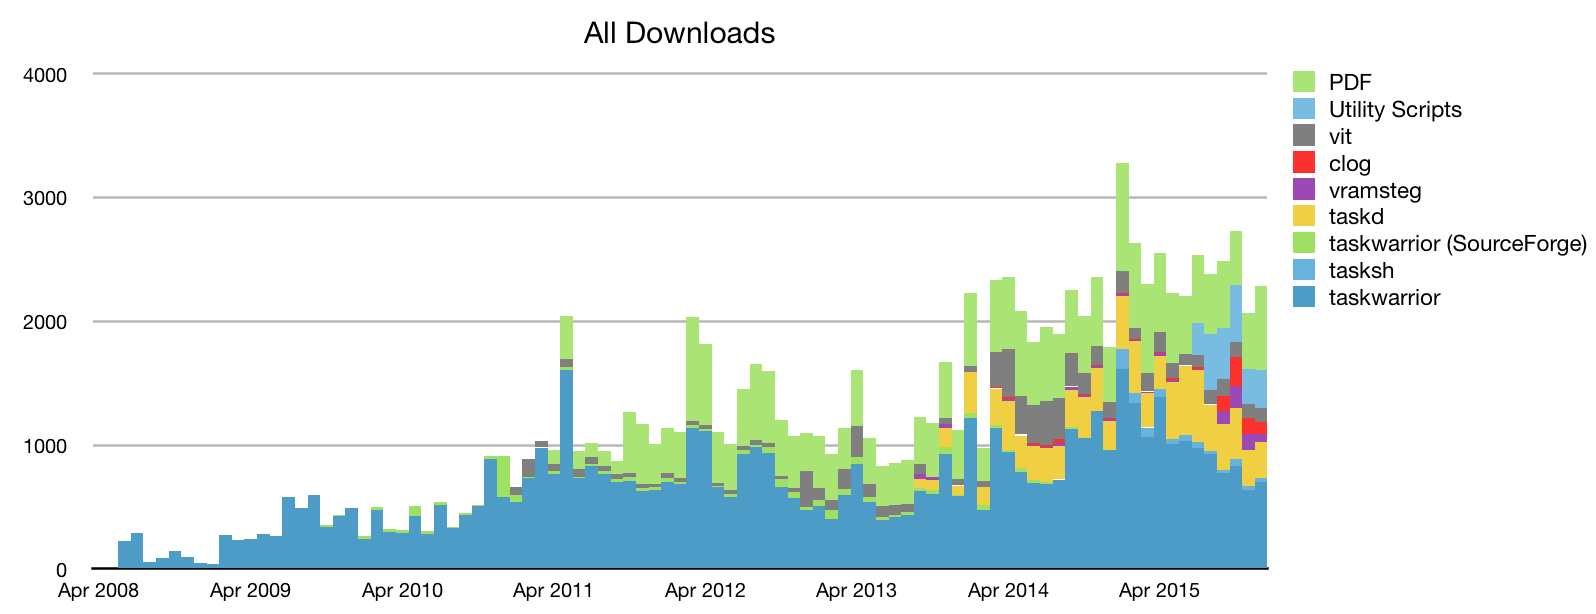 All Downloads
4000
3000
2000
1000
0
Apr 2008 Apr 2009 Apr 2010 Apr 2011 Apr 2012 Apr 2013 Apr 2014 Apr 2015
PDF
Utility Scripts
vit
clog
vramsteg
taskd
taskwarrior (SourceForge)
tasksh
taskwarrior